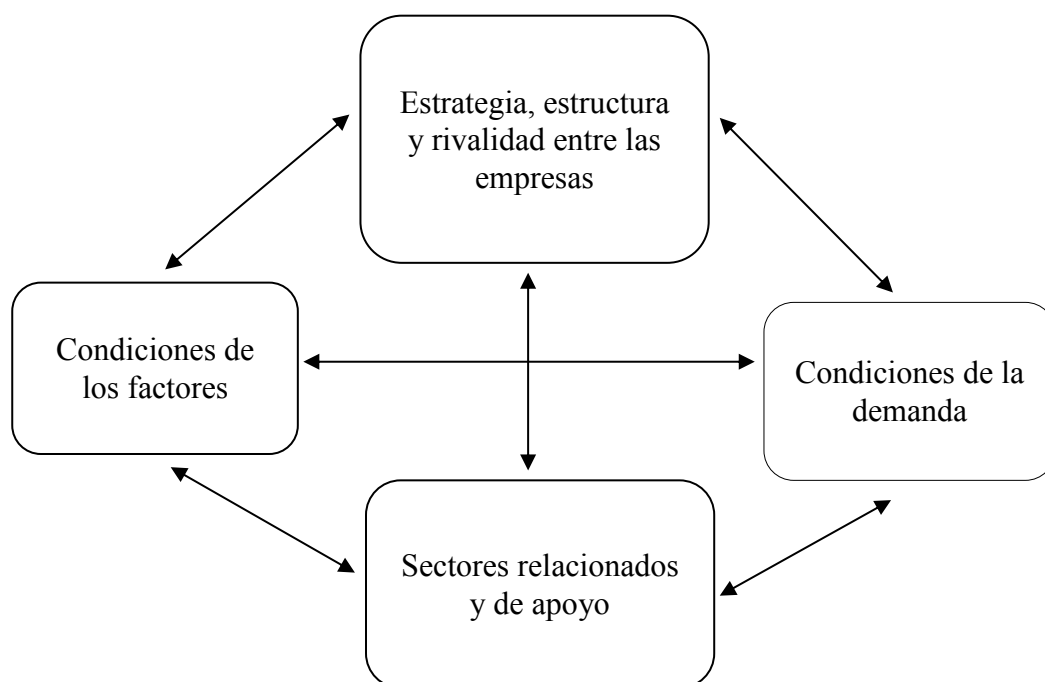 Estrategia, estructura
y rivalidad entre las
empresas
Condiciones de
los factores
Condiciones de la
demanda
Sectores relacionados
y de apoyo